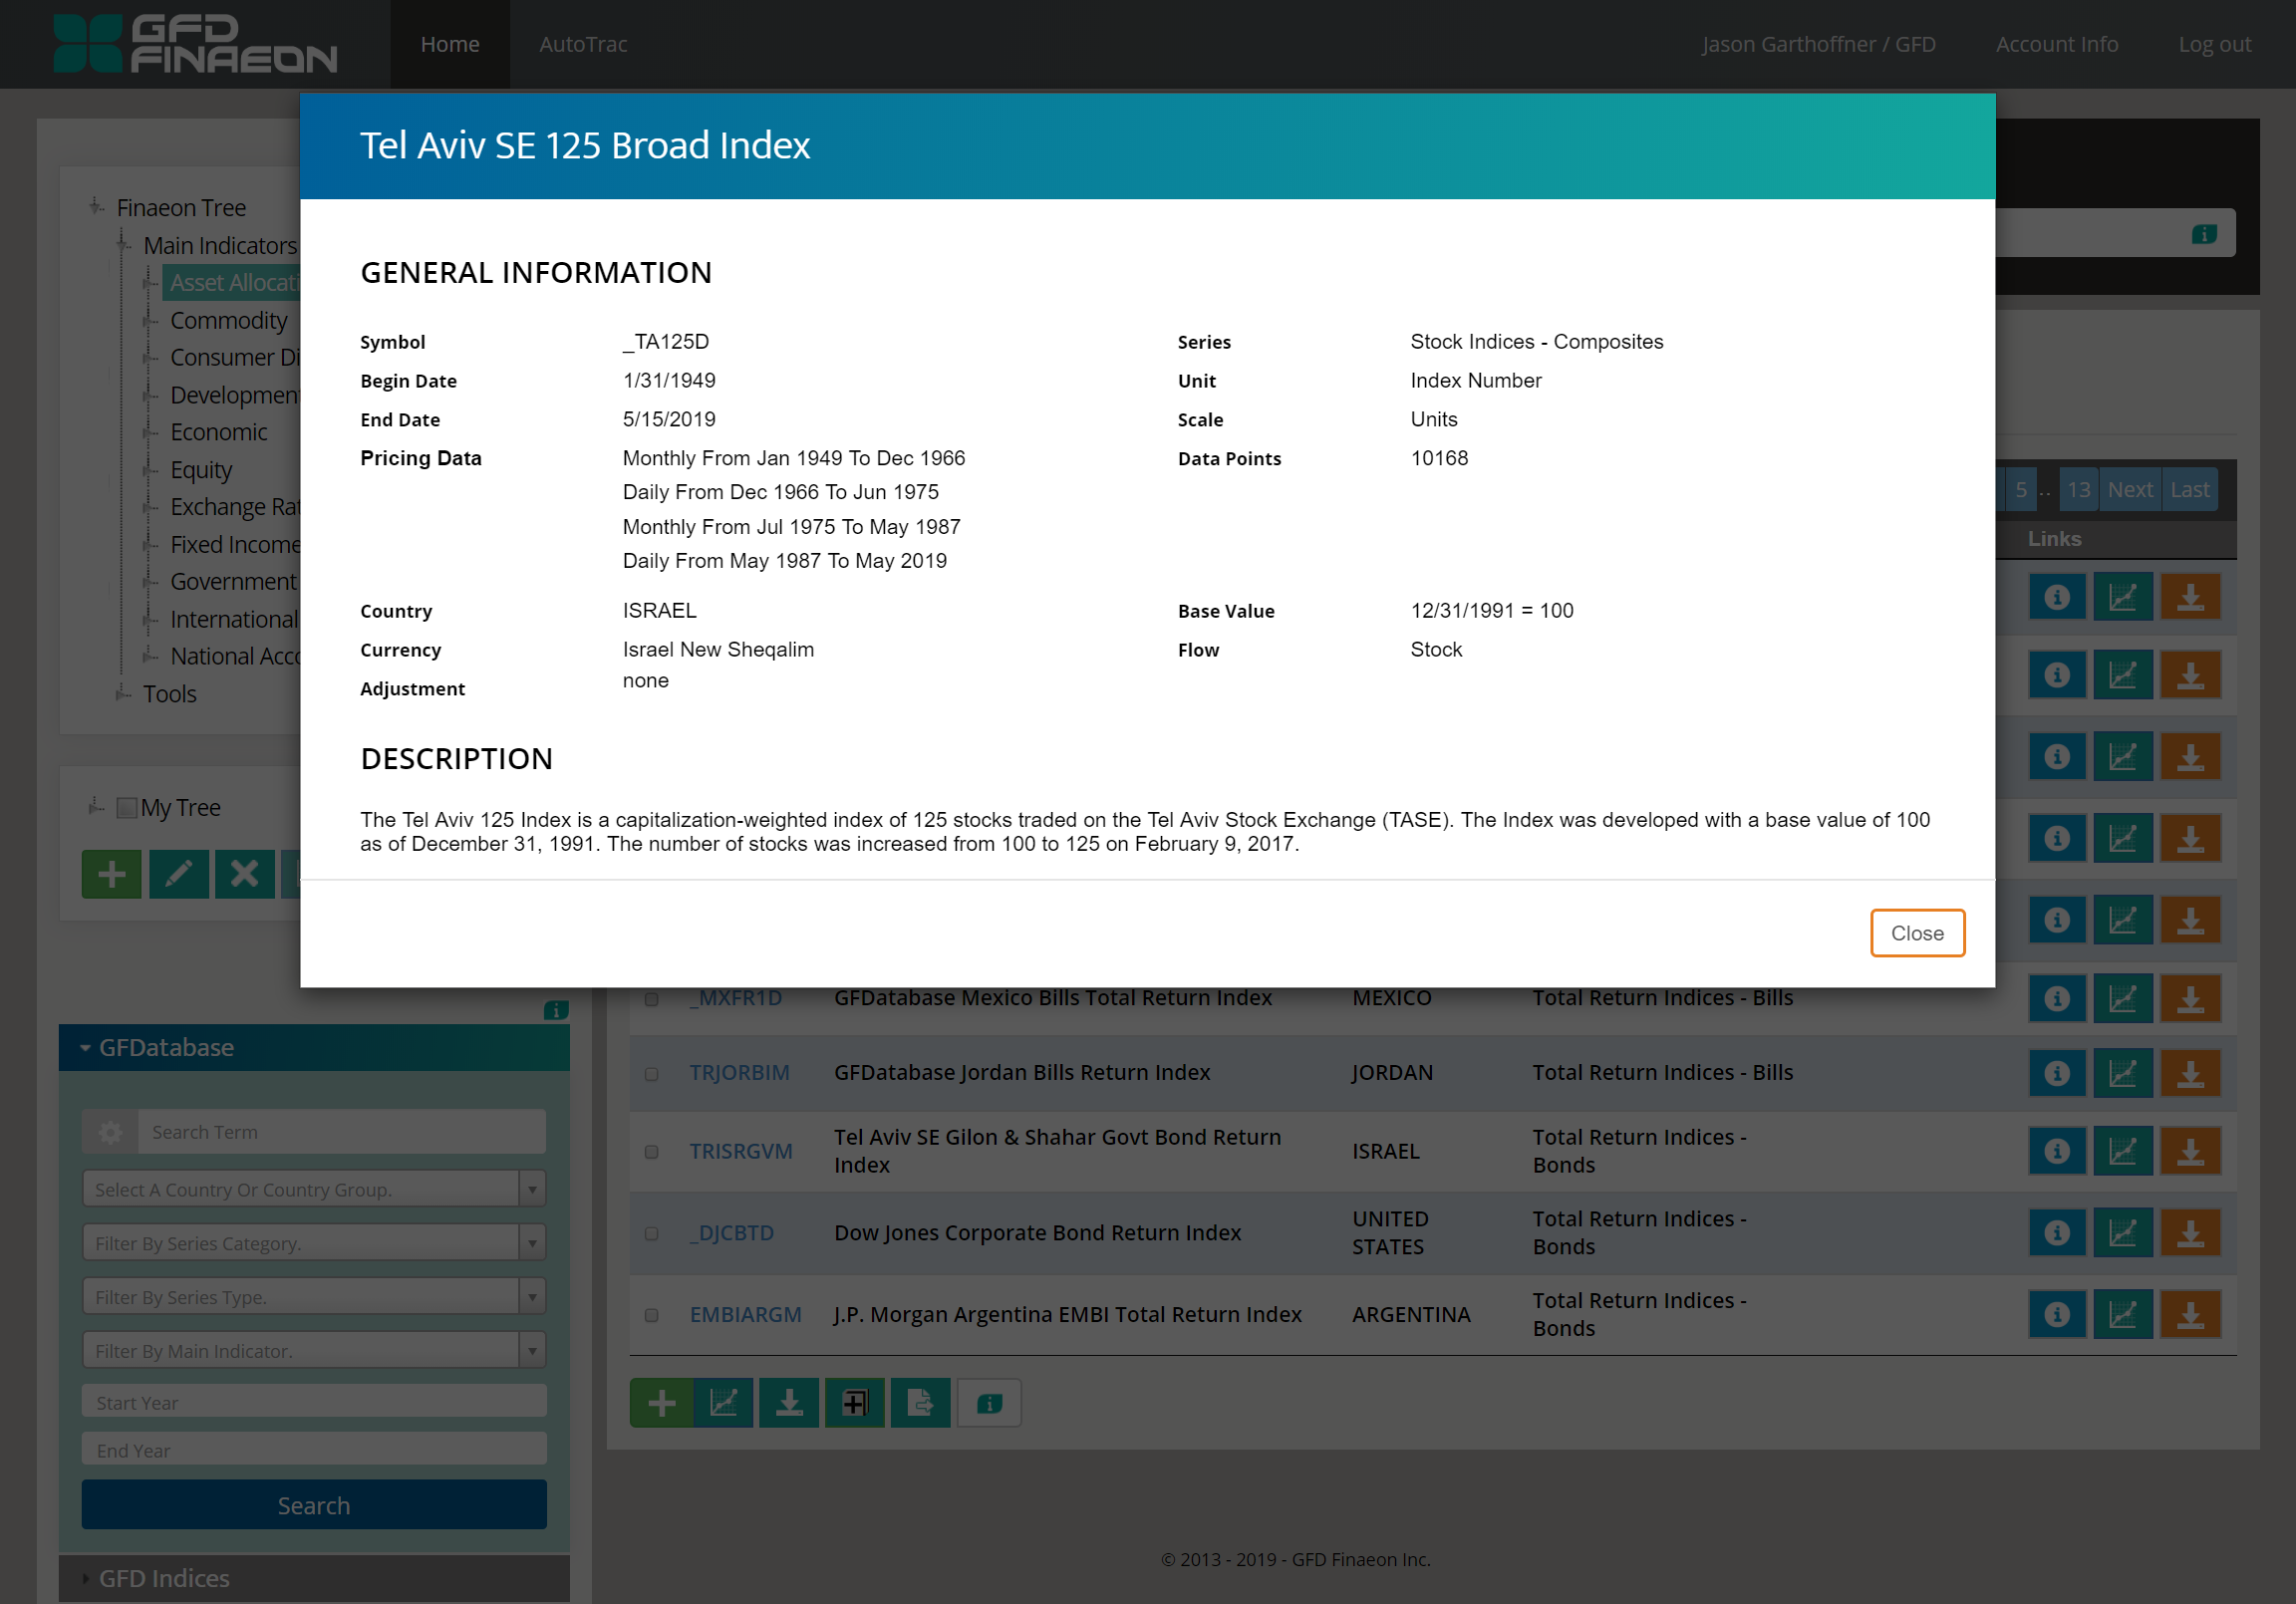 GFD
FINAEON
Home
AutoTrac
Jason Garthoffner / GFD
Account Info
Log out
Tel Aviv SE 125 Broad Index
GENERAL INFORMATION
Symbol _TA125D Series Stock Indices - Composites
Begin Date 1/31/1949 Unit Index Number
End Date 5/15/2019 Scale Units
Pricing Data Monthly From Jan 1949 To Dec 1966 Data Points 10168
Daily From Dec 1966 To Jun 1975
Monthly From Jul 1975 To May 1987
Daily From May 1987 To May 2019
Country ISRAEL Base Value 12/31/1991 = 100
Currency Israel New Sheqalim Flow Stock
Adjustment none
DESCRIPTION
The Tel Aviv 125 Index is a capitalization-weighted index of 125 stocks traded on the Tel Aviv Stock Exchange (TASE). The Index was developed with a base value of 100
as of December 31, 1991. The number of stocks was increased from 100 to 125 on February 9, 2017.
Close
Finaeon Tree
Main Indicators
Asset Allocati
Commodity
Consumer Di
Development
Economic
Equity
Exchange Rat
Fixed Income
Government
International
National Acco
Tools
My Tree
GFDatabase
Search Term
Select A Country Or Country Group.
Filter By Series Category.
Filter By Series Type.
Filter By Main Indicator.
Start Year
End Year
Search
GFD Indices
5 .. 13 Next Last
Links
_MXFR1D GFDatabase Mexico Bills Total Return Index MEXICO Total Return Indices - Bills
TRJORBIM GFDatabase Jordan Bills Return Index JORDAN Total Return Indices - Bills
TRISRGVM Tel Aviv SE Gilon & Shahar Govt Bond Return
Index ISRAEL Total Return Indices -
Bonds
_DJCBTD Dow Jones Corporate Bond Return Index UNITED
STATES Total Return Indices -
Bonds
EMBIARGM J.P. Morgan Argentina EMBI Total Return Index ARGENTINA Total Return Indices -
Bonds
© 2013 - 2019 - GFD Finaeon Inc.